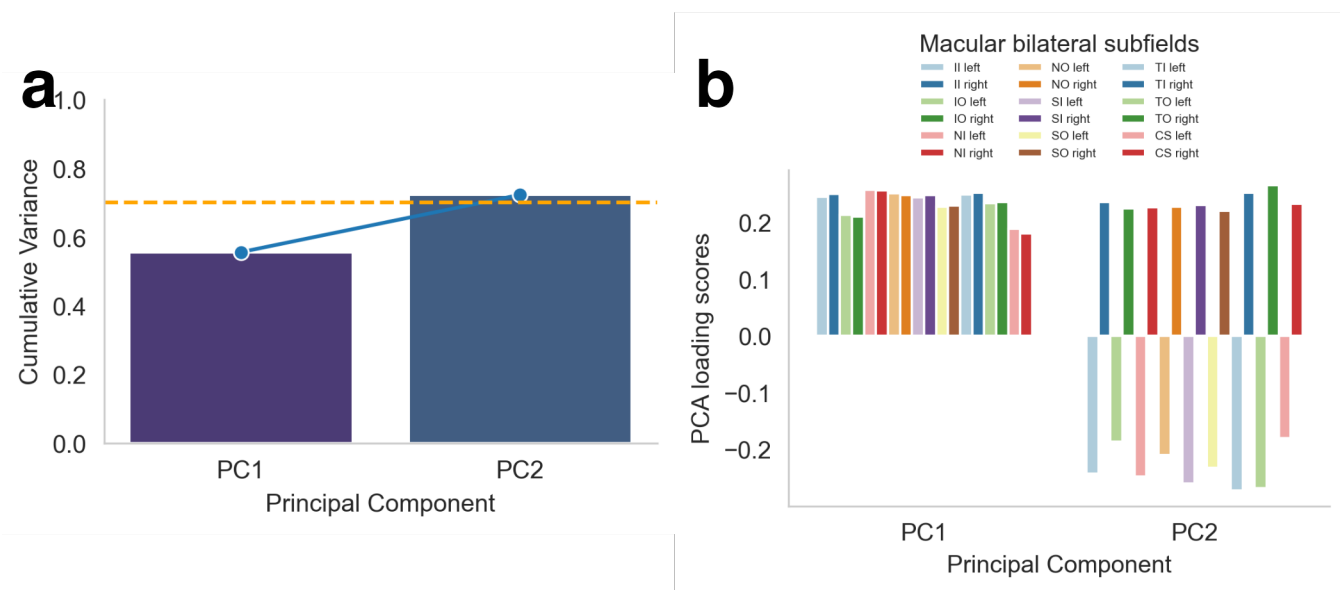 a
1.0
0.8
0.6
0.4
0.2
0.0
Cumulative Variance
PC1 PC2
Principal Component
b
Macular bilateral subfields
II left NO left TI left
II right NO right TI right
IO left SI left TO left
IO right SI right TO right
NI left SO left CS left
NI right SO right CS right
0.2
0.1
0.0
−0.1
−0.2
PCA loading scores
PC1 PC2
Principal Component